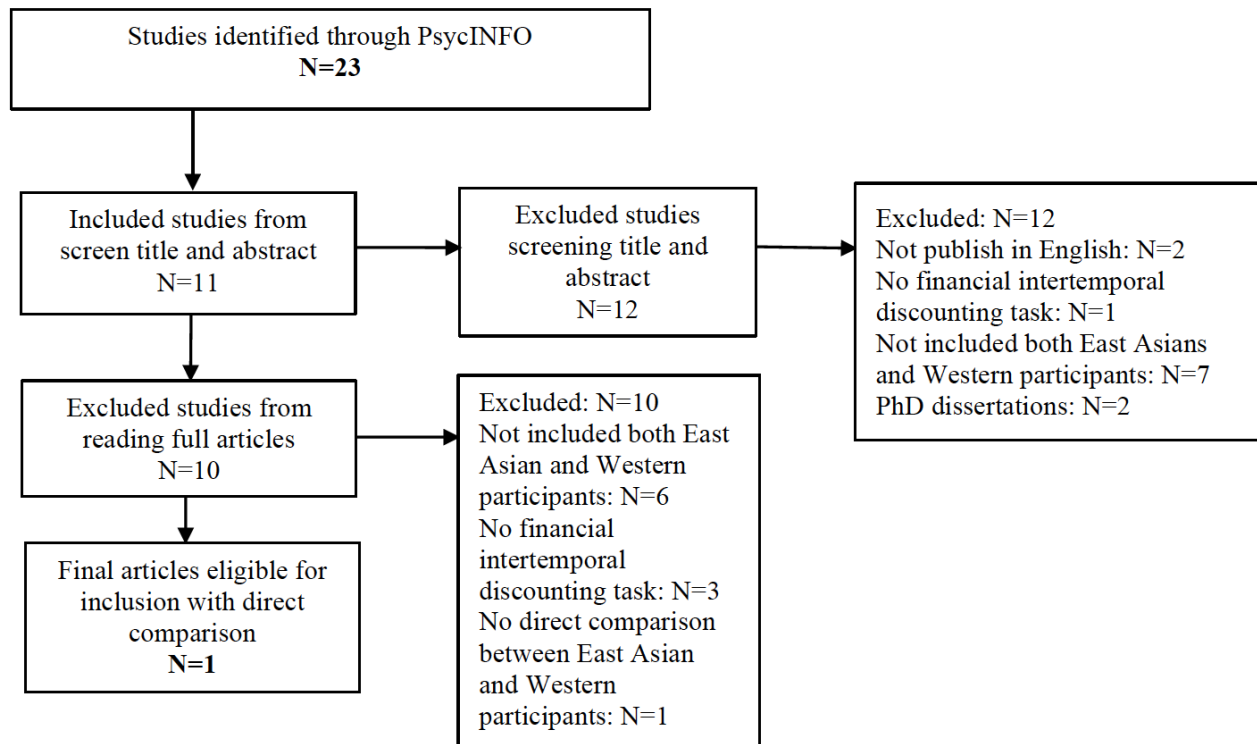 Studies identified through PsycINFO
N=23
Included studies from
screen title and abstract
N=11
Excluded studies
screening title and
abstract
N=12
Excluded: N=12
Not publish in English: N=2
No financial intertemporal
discounting task: N=1
Not included both East Asians
and Western participants: N=7
PhD dissertations: N=2
Excluded studies from
reading full articles
N=10
Excluded: N=10
Not included both East
Asian and Western
participants: N=6
No financial
intertemporal
discounting task: N=3
No direct comparison
between East Asian
and Western
participants: N=1
Final articles eligible for
inclusion with direct
comparison
N=1